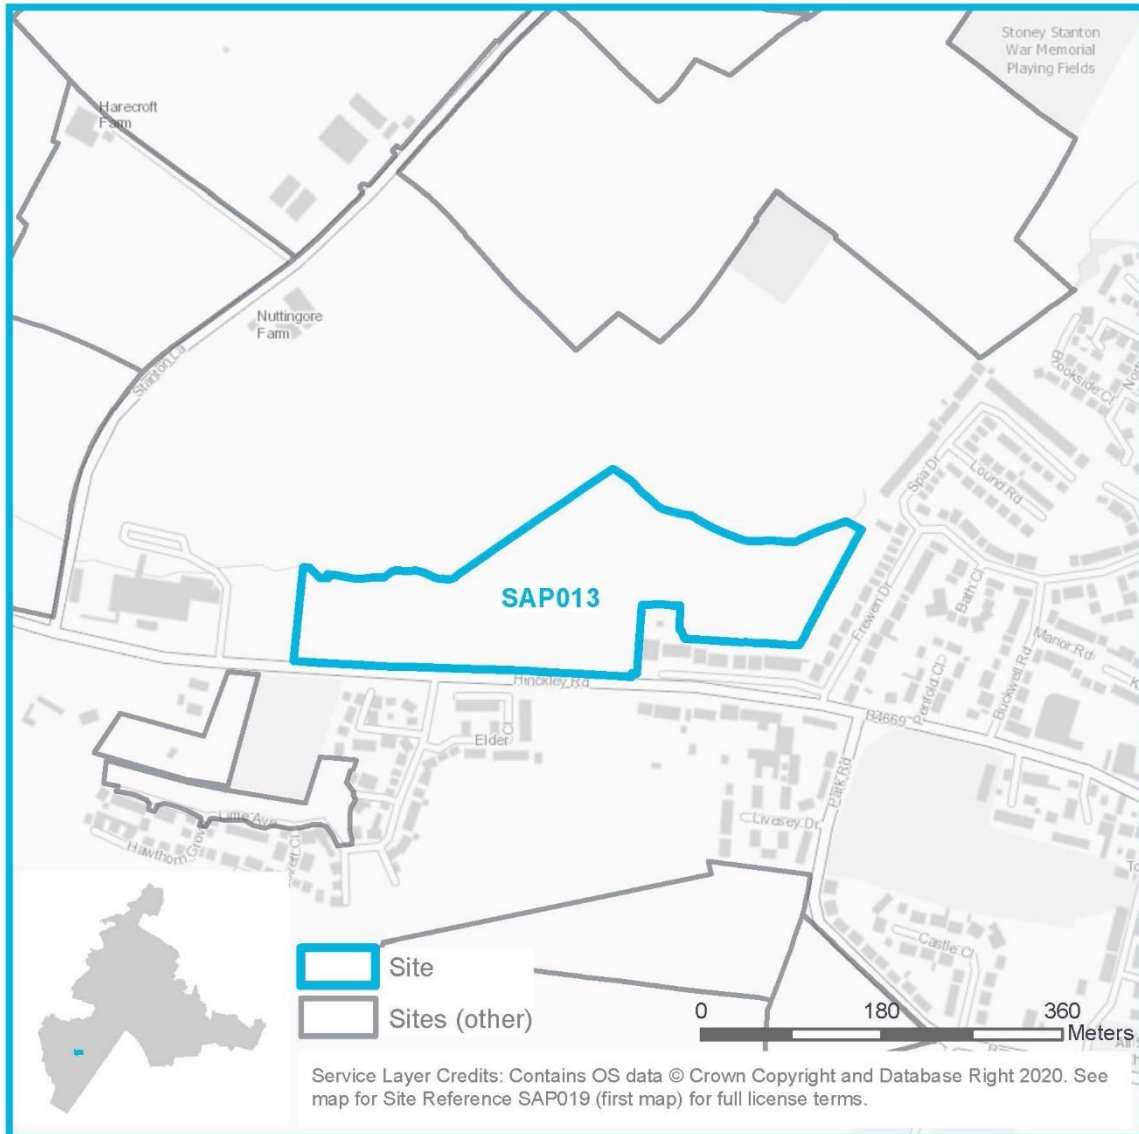 Stoney Stanton
War Memorial
Playing Fields
Harecroft
Farm
Nuttingore
Farm
Stanton La
Brookside Cl
Spa Dr
Lound Rd
SAP013
Bath Cl
Erewen Dr
Manor Rd
Penfold Cl
Buckwell Rd
Hinckley Rd
B4669
Elder Cl
Park Rd
Lime Ave
Livesey Dr
Hawthorn Grove
Castle Cl
Site
Sites (other)
0 180 360
Meters
Service Layer Credits: Contains OS data © Crown Copyright and Database Right 2020. See
map for Site Reference SAP019 (first map) for full license terms.